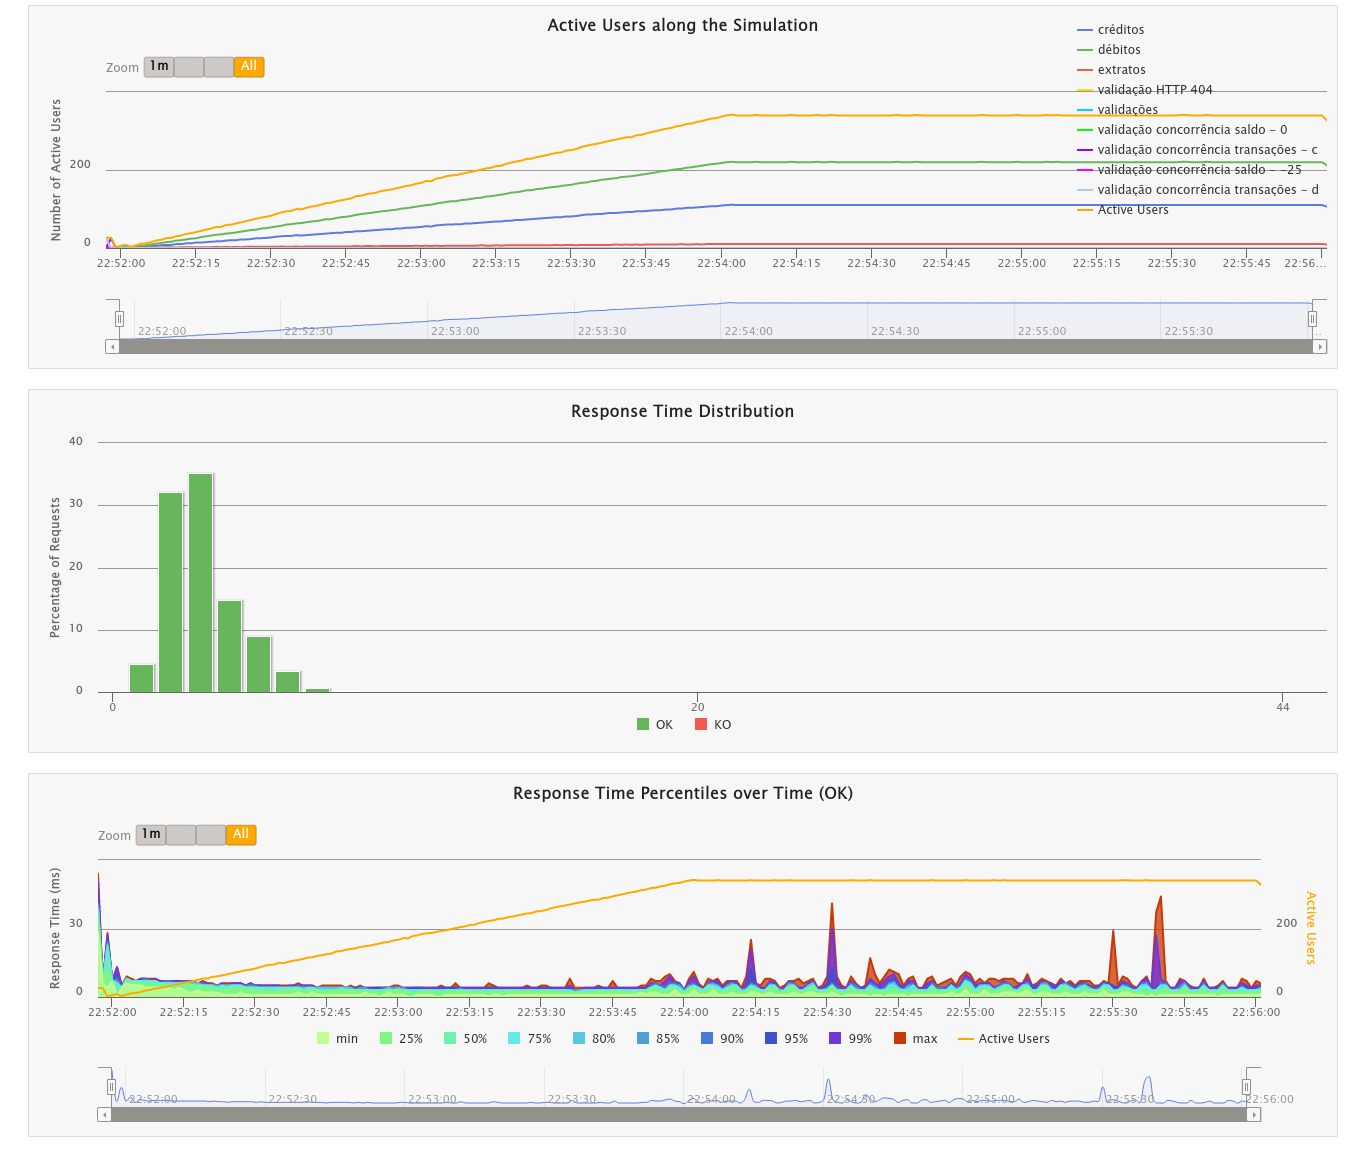 Active Users along the Simulation
créditos
débitos
extratos
validação HTTP 404
validações
validação concorrência saldo - 0
validação concorrência transações - c
validação concorrência saldo - -25
validação concorrência transações - d
Active Users
Zoom 1m All
Number of Active Users
200
0
22:52:00 22:52:15 22:52:30 22:52:45 22:53:00 22:53:15 22:53:30 22:53:45 22:54:00 22:54:15 22:54:30 22:54:45 22:55:00 22:55:15 22:55:30 22:55:45 22:56...
22:52:00 22:52:30 22:53:00 22:53:30 22:54:00 22:54:30 22:55:00 22:55:30 ...
Response Time Distribution
Percentage of Requests
40
30
20
10
0
0 20 44
OK KO
Response Time Percentiles over Time (OK)
Zoom 1m All
Response Time (ms)
30
0
Active Users
200
0
22:52:00 22:52:15 22:52:30 22:52:45 22:53:00 22:53:15 22:53:30 22:53:45 22:54:00 22:54:15 22:54:30 22:54:45 22:55:00 22:55:15 22:55:30 22:55:45 22:56:00
min 25% 50% 75% 80% 85% 90% 95% 99% max Active Users
22:52:00 22:52:30 22:53:00 22:53:30 22:54:00 22:54:30 22:55:00 22:55:30 22:56:00